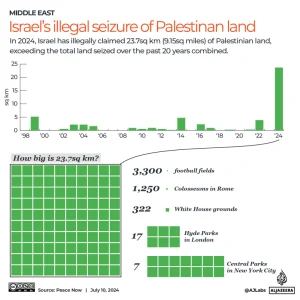 MIDDLE EAST
Israel's illegal seizure of Palestinan land
In 2024, Israel has illegally claimed 23.7sq km (9.15sq miles) of Palestinian land,
exceeding the total land seized over the past 20 years combined.
25
20
15
10
5
0
sq km
'98 '00 '02 '04 '06 '08 '10 '12 '14 '16 '18 '20 '22 '24
How big is 23.7sq km?
3,300 football fields
1,250 Colosseums in Rome
322 White House grounds
17 Hyde Parks
in London
7 Central Parks
in New York City
Source: Peace Now | July 18, 2024
@AJLabs
ALJAZEERA